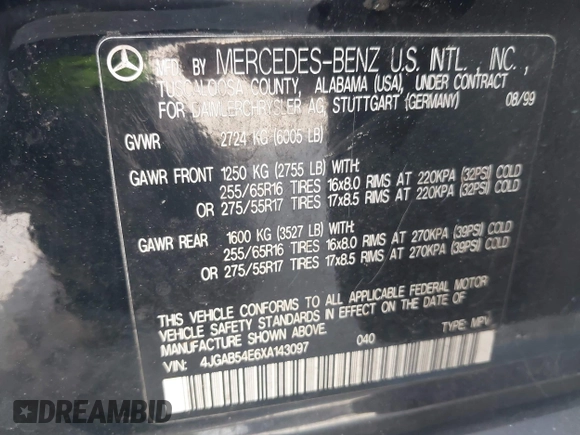 MFD. BY MERCEDES-BENZ U.S. INTL., INC.,
TUSCALOOSA COUNTY, ALABAMA (USA), UNDER CONTRACT
FOR DAIMLERCHRYSLER AG, STUTTGART (GERMANY) 08/99
GVWR 2724 KG (6005 LB)
GAWR FRONT 1250 KG (2755 LB) WITH:
255/65R16 TIRES 16x8.0 RIMS AT 220KPA (32PSI) COLD
OR 275/55R17 TIRES 17x8.5 RIMS AT 220KPA (32PSI) COLD
GAWR REAR 1600 KG (3527 LB) WITH:
255/65R16 TIRES 16x8.0 RIMS AT 270KPA (39PSI) COLD
OR 275/55R17 TIRES 17x8.5 RIMS AT 270KPA (39PSI) COLD
THIS VEHICLE CONFORMS TO ALL APPLICABLE FEDERAL MOTOR
VEHICLE SAFETY STANDARDS IN EFFECT ON THE DATE OF
MANUFACTURE SHOWN ABOVE. TYPE: MPV
VIN: 4JGAB54E6XA143097 040
DREAMBID